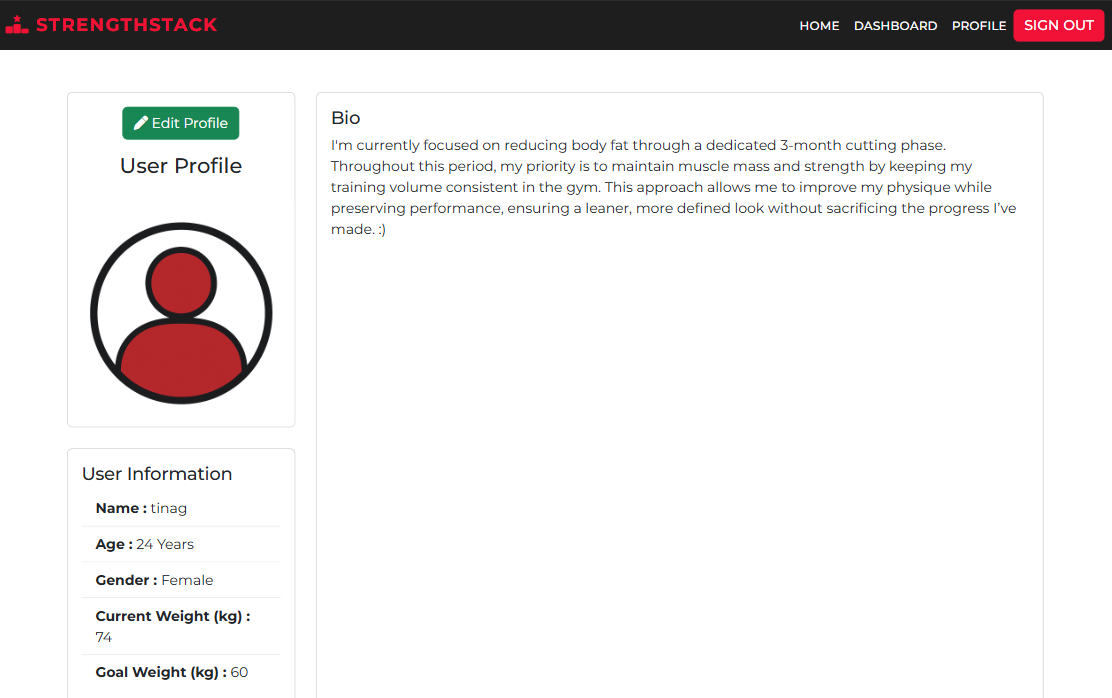 STRENGTHSTACK
HOME DASHBOARD PROFILE SIGN OUT
Edit Profile
User Profile
User Information
Name : tinag
Age : 24 Years
Gender : Female
Current Weight (kg) :
74
Goal Weight (kg) : 60
Bio
I'm currently focused on reducing body fat through a dedicated 3-month cutting phase.
Throughout this period, my priority is to maintain muscle mass and strength by keeping my
training volume consistent in the gym. This approach allows me to improve my physique while
preserving performance, ensuring a leaner, more defined look without sacrificing the progress I’ve
made. :)